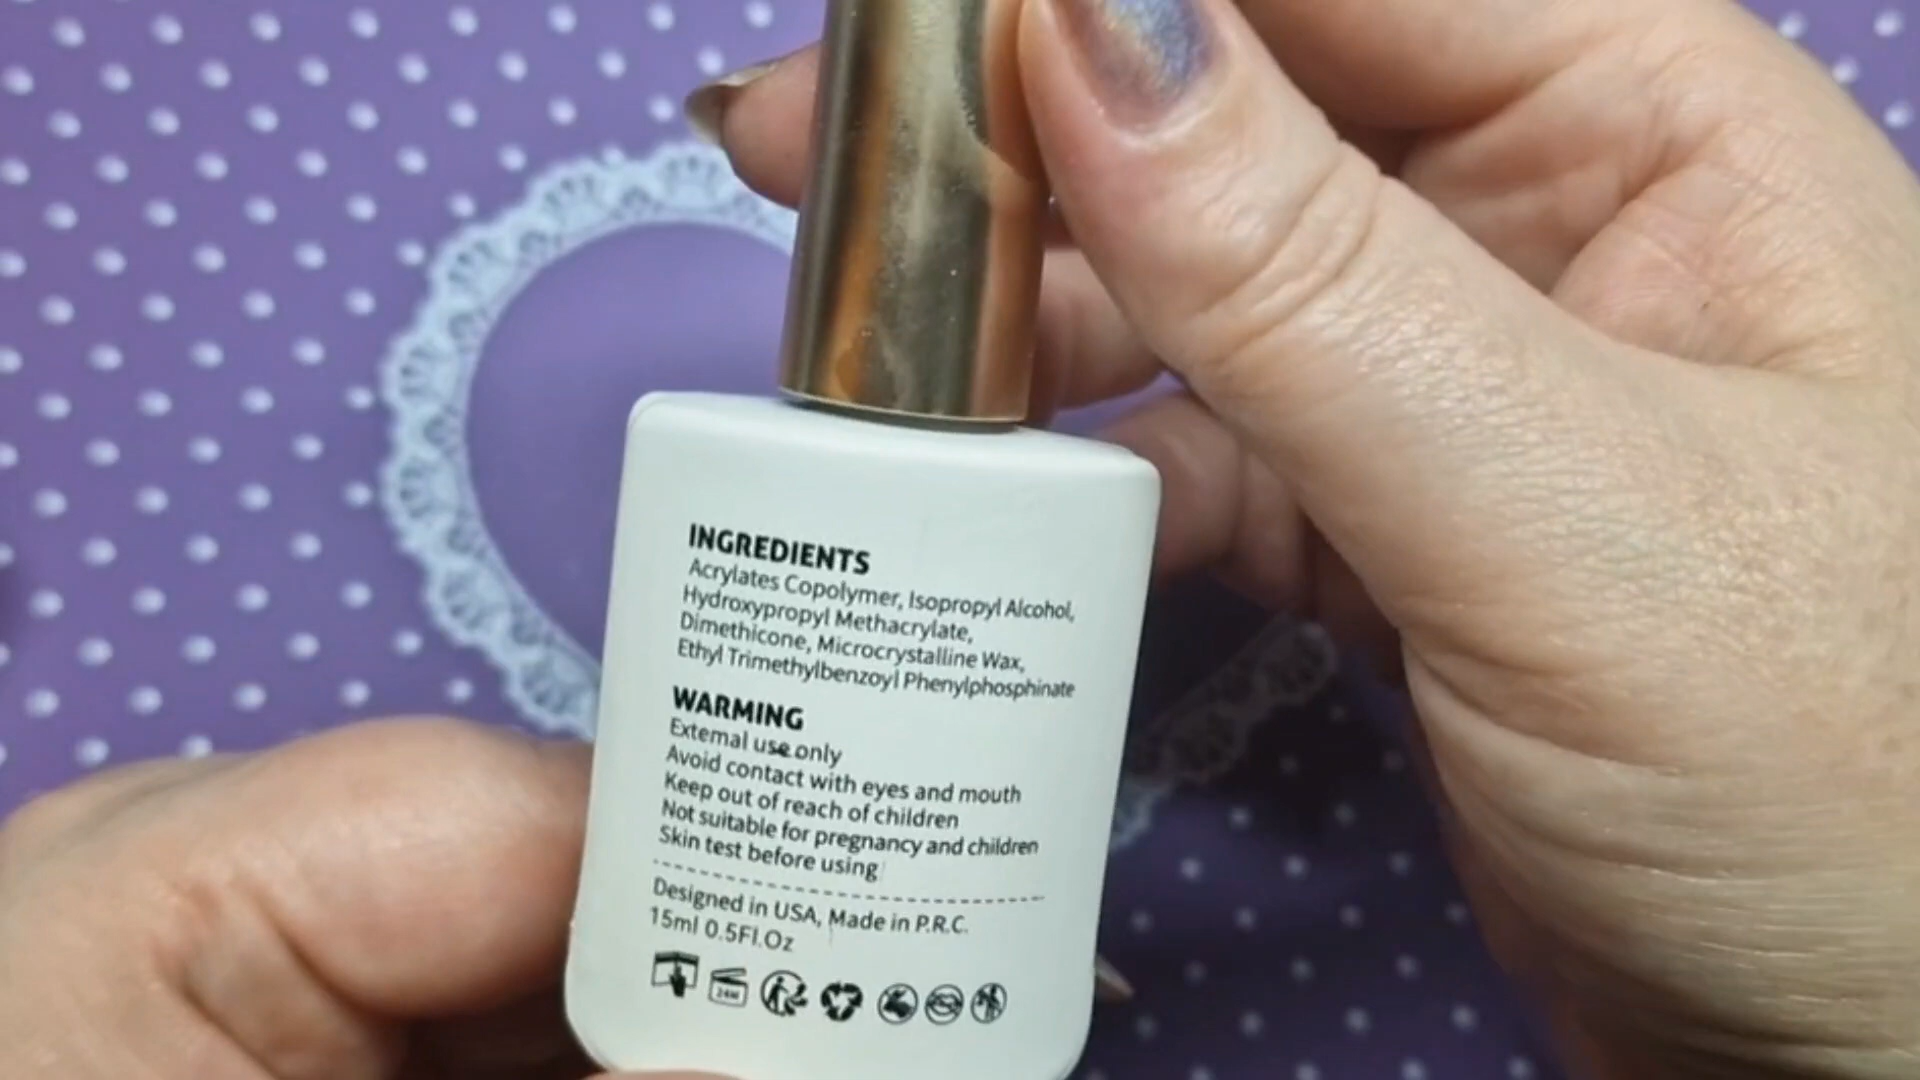 INGREDIENTS
Acrylates Copolymer, Isopropyl Alcohol,
Hydroxypropyl Methacrylate,
Dimethicone, Microcrystalline Wax,
Ethyl Trimethylbenzoyl Phenylphosphinate
WARMING
Extemal use only
Avoid contact with eyes and mouth
Keep out of reach of children
Not suitable for pregnancy and children
Skin test before using
Designed in USA, Made in P.R.C.
15ml 0.5Fl.Oz
24M